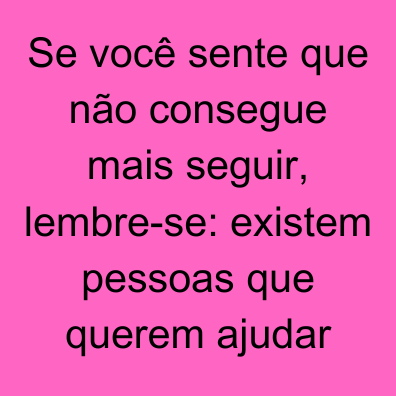 Se você sente que
não consegue
mais seguir,
lembre-se: existem
pessoas que
querem ajudar